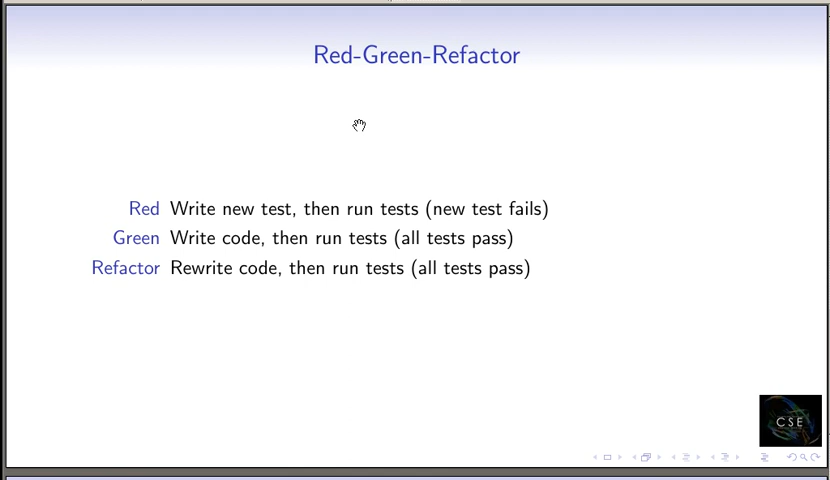 Red-Green-Refactor
Red Write new test, then run tests (new test fails)
Green Write code, then run tests (all tests pass)
Refactor Rewrite code, then run tests (all tests pass)
CSE